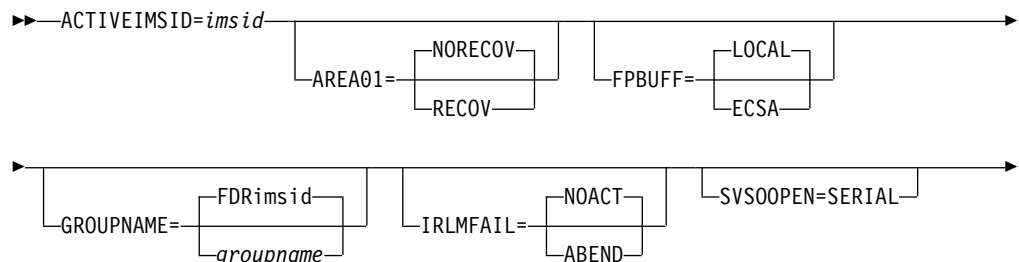 ACTIVEIMSID=imsid
NORECOV
LOCAL
AREA01=
FPBUFF=
RECOV
ECSA
FDRimsid
NOACT
SVSOOPEN=SERIAL
GROUPNAME=
IRLMFAIL=
groupname
ABEND